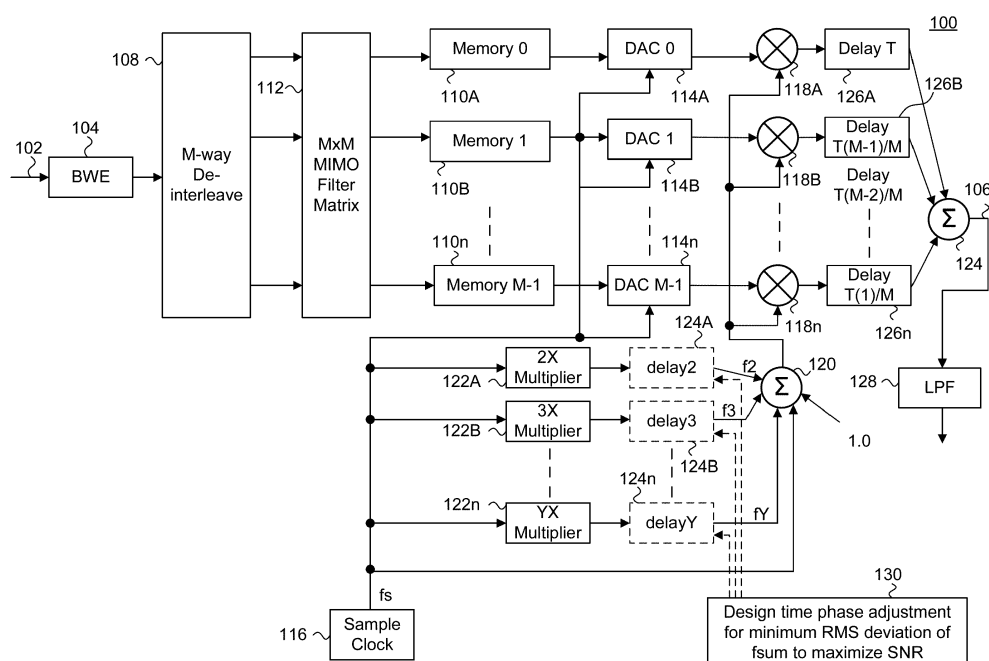 100
108
112
Memory 0
DAC 0
Delay T
110A
114A
118A
126A
126B
102
104
BWE
M-way
De-
interleave
MxM
MIMO
Filter
Matrix
Memory 1
DAC 1
Delay
T(M-1)/M
110B
114B
118B
Delay
T(M-2)/M
106
Σ
124
110n
114n
Memory M-1
DAC M-1
Delay
T(1)/M
118n
126n
124A
2X
Multiplier
delay2
f2
120
Σ
122A
128
LPF
3X
Multiplier
delay3
f3
122B
124B
1.0
122n
124n
YX
Multiplier
delayY
fY
fs
116
Sample
Clock
130
Design time phase adjustment
for minimum RMS deviation of
fsum to maximize SNR